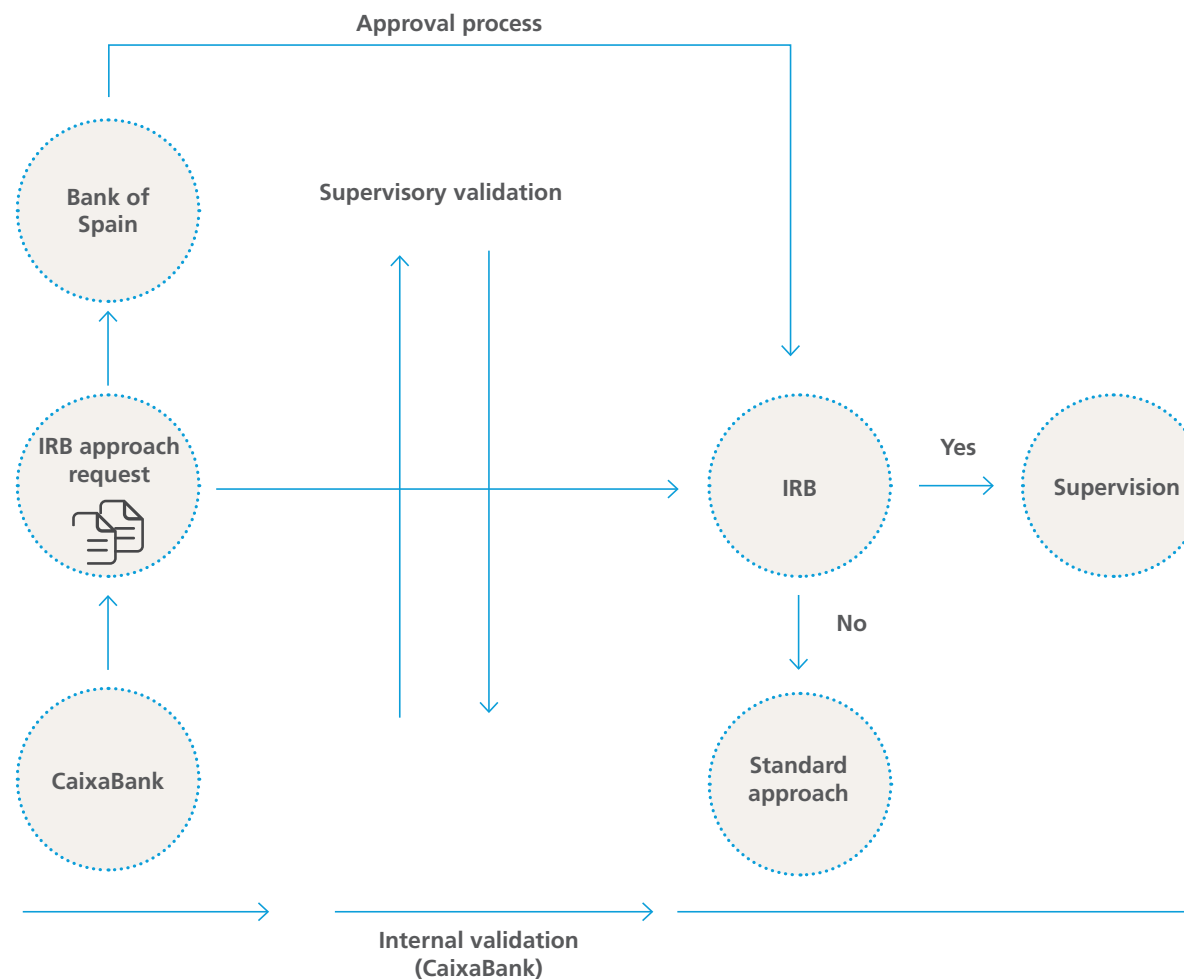 Approval process
Bank of
Spain
Supervisory validation
IRB approach
request
IRB
Yes
Supervision
No
CaixaBank
Standard
approach
Internal validation
(CaixaBank)